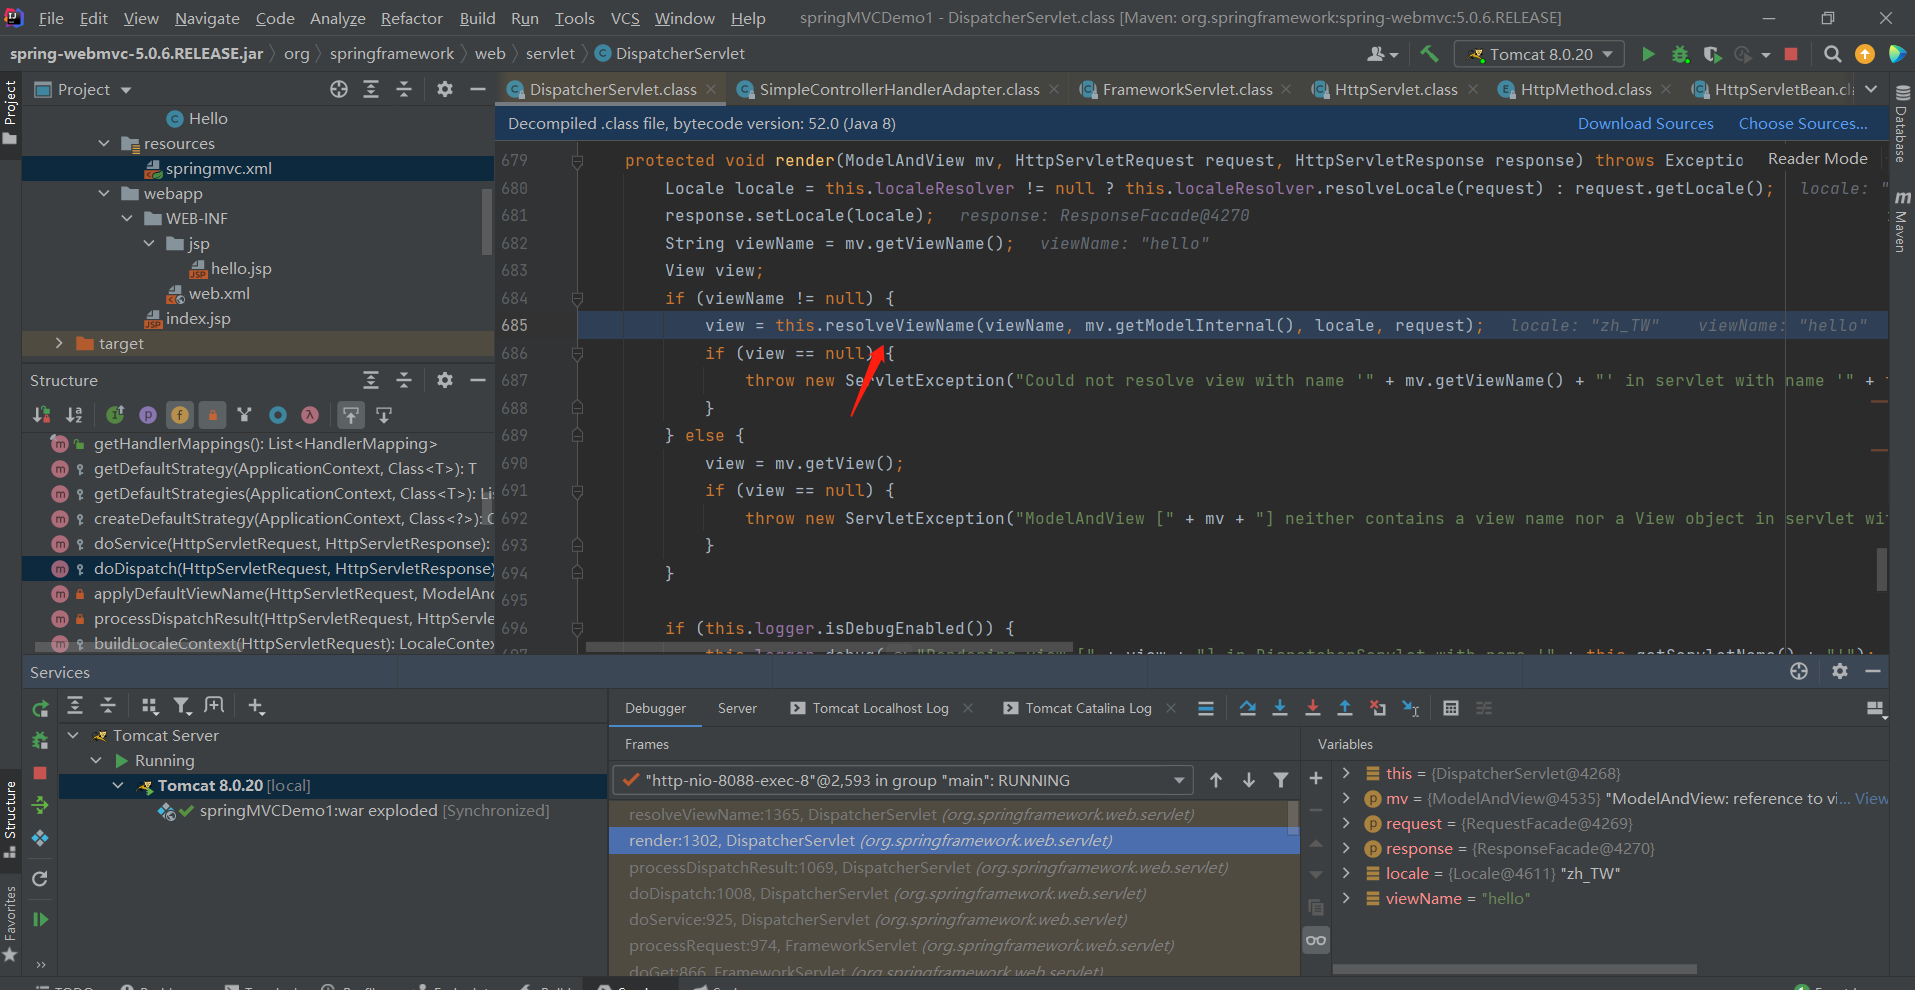 File Edit View Navigate Code Analyze Refactor Build Run Tools VCS Window Help springMVCDemo1 - DispatcherServlet.class [Maven: org.springframework:spring-webmvc:5.0.6.RELEASE]
spring-webmvc-5.0.6.RELEASE.jar org springframework web servlet DispatcherServlet Tomcat 8.0.20
Project
Project
DispatcherServlet.class SimpleControllerHandlerAdapter.class FrameworkServlet.class HttpServlet.class HttpMethod.class HttpServletBean.cl
Database
Maven
Hello
resources
springmvc.xml
webapp
WEB-INF
jsp
hello.jsp
web.xml
index.jsp
target
Decompiled .class file, bytecode version: 52.0 (Java 8) Download Sources Choose Sources...
Reader Mode
679 protected void render(ModelAndView mv, HttpServletRequest request, HttpServletResponse response) throws Exceptio
680 Locale locale = this.localeResolver != null ? this.localeResolver.resolveLocale(request) : request.getLocale(); locale: "
681 response.setLocale(locale); response: ResponseFacade@4270
682 String viewName = mv.getViewName(); viewName: "hello"
683 View view;
684 if (viewName != null) {
685 view = this.resolveViewName(viewName, mv.getModelInternal(), locale, request); locale: "zh_TW" viewName: "hello"
686 if (view == null) {
687 throw new ServletException("Could not resolve view with name '" + mv.getViewName() + "' in servlet with name '" +
688 }
689 } else {
690 view = mv.getView();
691 if (view == null) {
692 throw new ServletException("ModelAndView [" + mv + "] neither contains a view name nor a View object in servlet wi
693 }
694 }
695
696 if (this.logger.isDebugEnabled()) {
697 this.logger.debug( "Rendering view [" + view + "] in DispatcherServlet with name '" + this.getServletName() + "'");
Structure
getHandlerMappings(): List<HandlerMapping>
getDefaultStrategy(ApplicationContext, Class<T>): T
getDefaultStrategies(ApplicationContext, Class<T>): Li
createDefaultStrategy(ApplicationContext, Class<?>): O
doService(HttpServletRequest, HttpServletResponse):
doDispatch(HttpServletRequest, HttpServletResponse)
applyDefaultViewName(HttpServletRequest, ModelAnd
processDispatchResult(HttpServletRequest, HttpServle
buildLocaleContext(HttpServletRequest): LocaleContex
Services
Tomcat Server
Running
Tomcat 8.0.20 [local]
springMVCDemo1:war exploded [Synchronized]
Structure
Favorites
Debugger Server Tomcat Localhost Log Tomcat Catalina Log
Frames
"http-nio-8088-exec-8"@2,593 in group "main": RUNNING
resolveViewName:1365, DispatcherServlet (org.springframework.web.servlet)
render:1302, DispatcherServlet (org.springframework.web.servlet)
processDispatchResult:1069, DispatcherServlet (org.springframework.web.servlet)
doDispatch:1008, DispatcherServlet (org.springframework.web.servlet)
doService:925, DispatcherServlet (org.springframework.web.servlet)
processRequest:974, FrameworkServlet (org.springframework.web.servlet)
doGet:866, FrameworkServlet (org.springframework.web.servlet)
Variables
this = {DispatcherServlet@4268}
mv = {ModelAndView@4535} "ModelAndView: reference to vi... View
request = {RequestFacade@4269}
response = {ResponseFacade@4270}
locale = {Locale@4611} "zh_TW"
viewName = "hello"